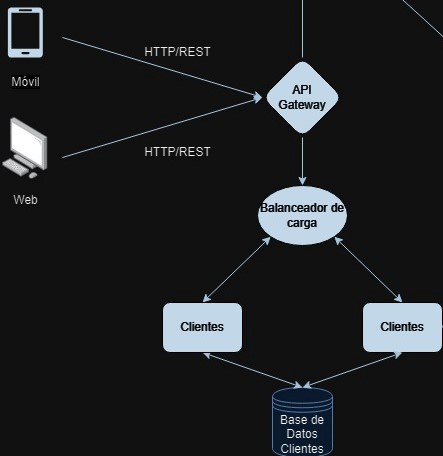 HTTP/REST
Móvil
API
Gateway
HTTP/REST
Web
Balanceador de
carga
Clientes
Clientes
Base de
Datos
Clientes